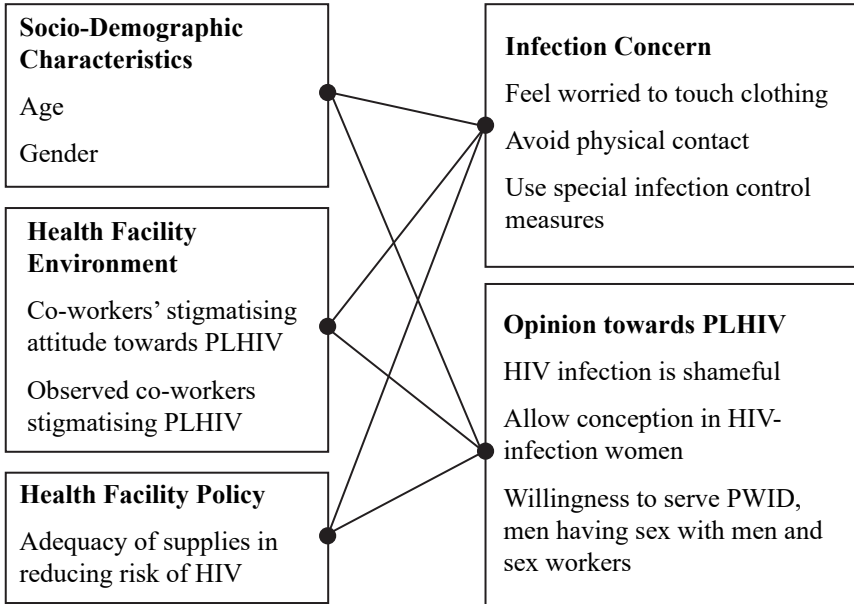 Socio-Demographic
Characteristics
Age
Gender
Health Facility
Environment
Co-workers’ stigmatising
attitude towards PLHIV
Observed co-workers
stigmatising PLHIV
Health Facility Policy
Adequacy of supplies in
reducing risk of HIV
Infection Concern
Feel worried to touch clothing
Avoid physical contact
Use special infection control
measures
Opinion towards PLHIV
HIV infection is shameful
Allow conception in HIV-
infection women
Willingness to serve PWID,
men having sex with men and
sex workers